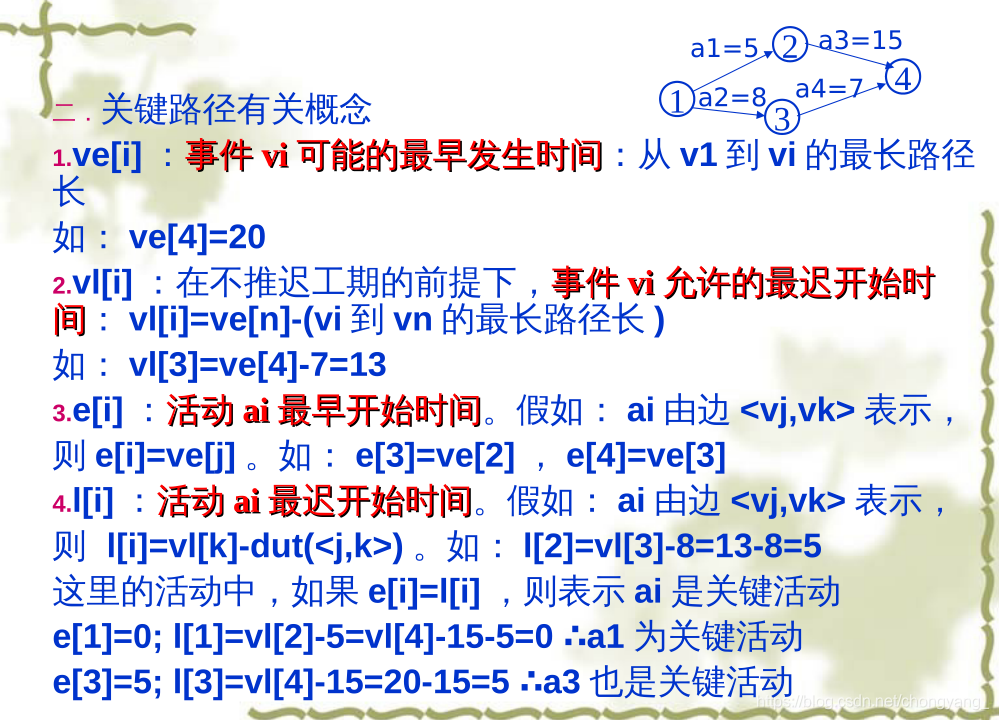 a1=5
2
a3=15
4
1
a2=8
a4=7
3
二．关键路径有关概念
1.ve[i] ：事件 vi 可能的最早发生时间：从 v1 到 vi 的最长路径
长
如： ve[4]=20
2.vl[i] ：在不推迟工期的前提下，事件 vi 允许的最迟开始时
间： vl[i]=ve[n]-(vi 到 vn 的最长路径长 )
如： vl[3]=ve[4]-7=13
3.e[i] ：活动 ai 最早开始时间。假如： ai 由边 <vj,vk> 表示，
则 e[i]=ve[j] 。如： e[3]=ve[2] ， e[4]=ve[3]
4.l[i] ：活动 ai 最迟开始时间。假如： ai 由边 <vj,vk> 表示，
则 l[i]=vl[k]-dut(<j,k>) 。如： l[2]=vl[3]-8=13-8=5
这里的活动中，如果 e[i]=l[i] ，则表示 ai 是关键活动
e[1]=0; l[1]=vl[2]-5=vl[4]-15-5=0 ∴a1 为关键活动
e[3]=5; l[3]=vl[4]-15=20-15=5 ∴a3 也是关键活动
https://blog.csdn.net/chongyang_1